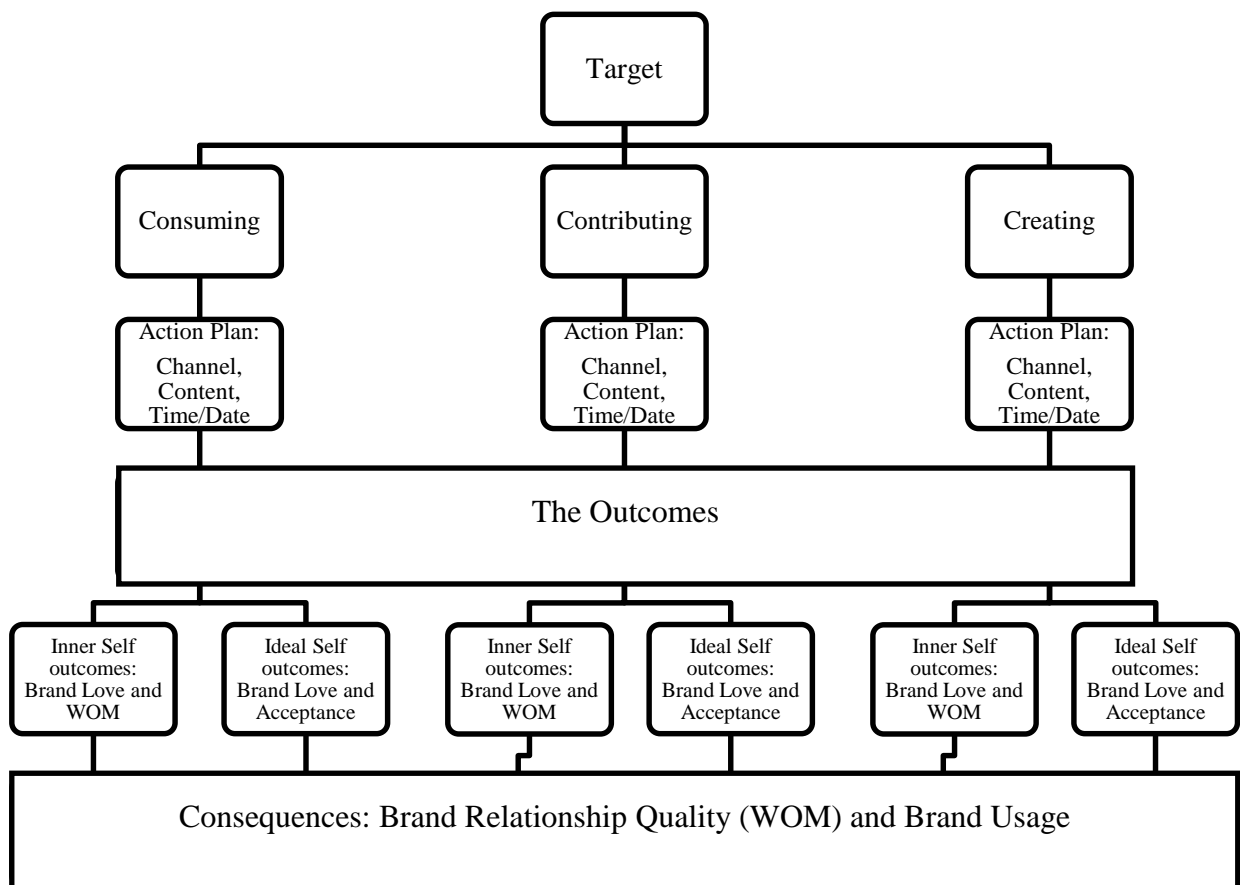 Target
Consuming
Contributing
Creating
Action Plan:
Channel,
Content,
Time/Date
Action Plan:
Channel,
Content,
Time/Date
Action Plan:
Channel,
Content,
Time/Date
The Outcomes
Inner Self
outcomes:
Brand Love and
WOM
Ideal Self
outcomes:
Brand Love and
Acceptance
Inner Self
outcomes:
Brand Love and
WOM
Ideal Self
outcomes:
Brand Love and
Acceptance
Inner Self
outcomes:
Brand Love and
WOM
Ideal Self
outcomes:
Brand Love and
Acceptance
Consequences: Brand Relationship Quality (WOM) and Brand Usage